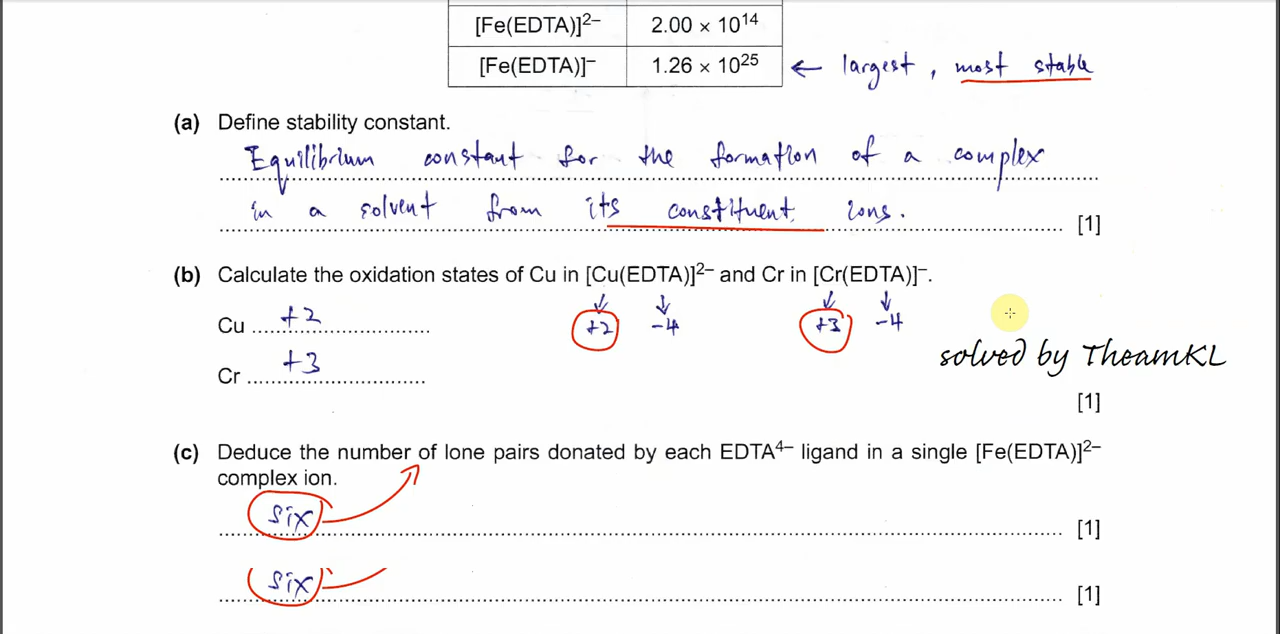 [Fe(EDTA)]²⁻ 2.00 × 10¹⁴
[Fe(EDTA)]⁻ 1.26 × 10²⁵ ← largest, most stable
(a) Define stability constant.
Equilibrium constant for the formation of a complex
in a solvent from its constituent ions. [1]
(b) Calculate the oxidation states of Cu in [Cu(EDTA)]²⁻ and Cr in [Cr(EDTA)]⁻.
Cu +2 +2 -4 +3 -4
solved by TheamKL
Cr +3
[1]
(c) Deduce the number of lone pairs donated by each EDTA⁴⁻ ligand in a single [Fe(EDTA)]²⁻
complex ion.
six [1]
six [1]